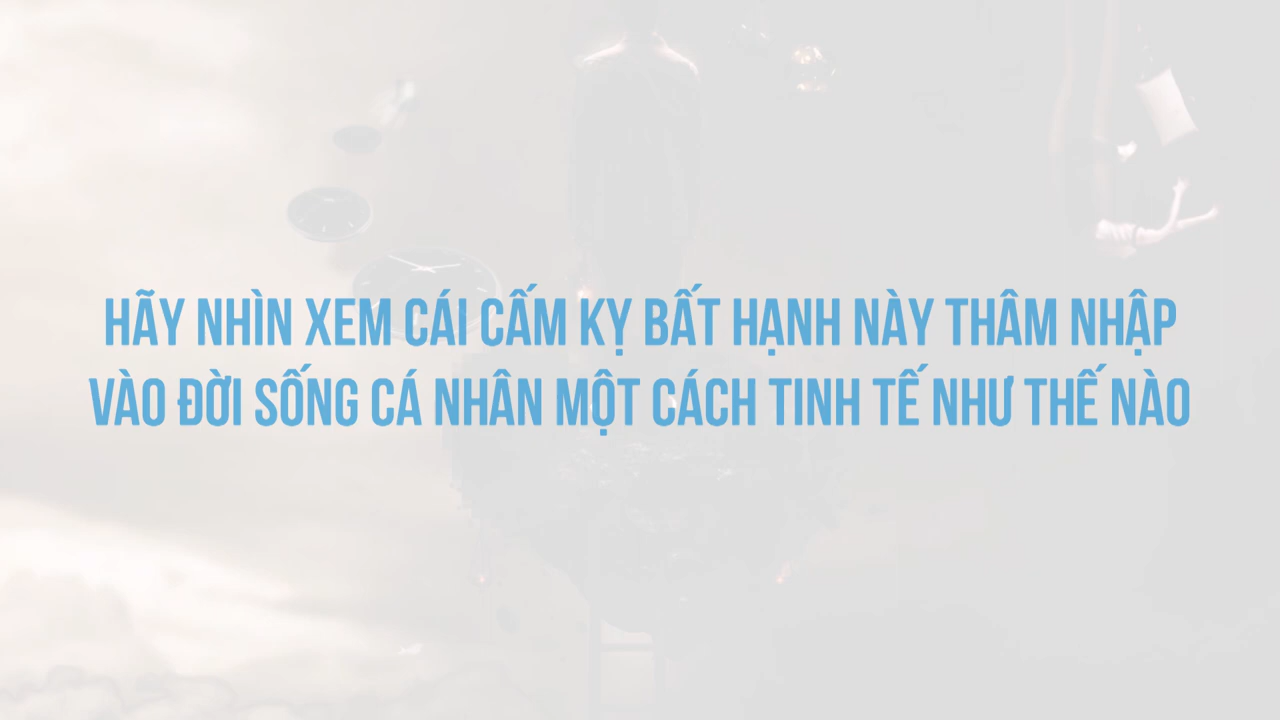 HÃY NHÌN XEM CÁI CẤM KỴ BẤT HẠNH NÀY THÂM NHẬP
VÀO ĐỜI SỐNG CÁ NHÂN MỘT CÁCH TINH TẾ NHƯ THẾ NÀO